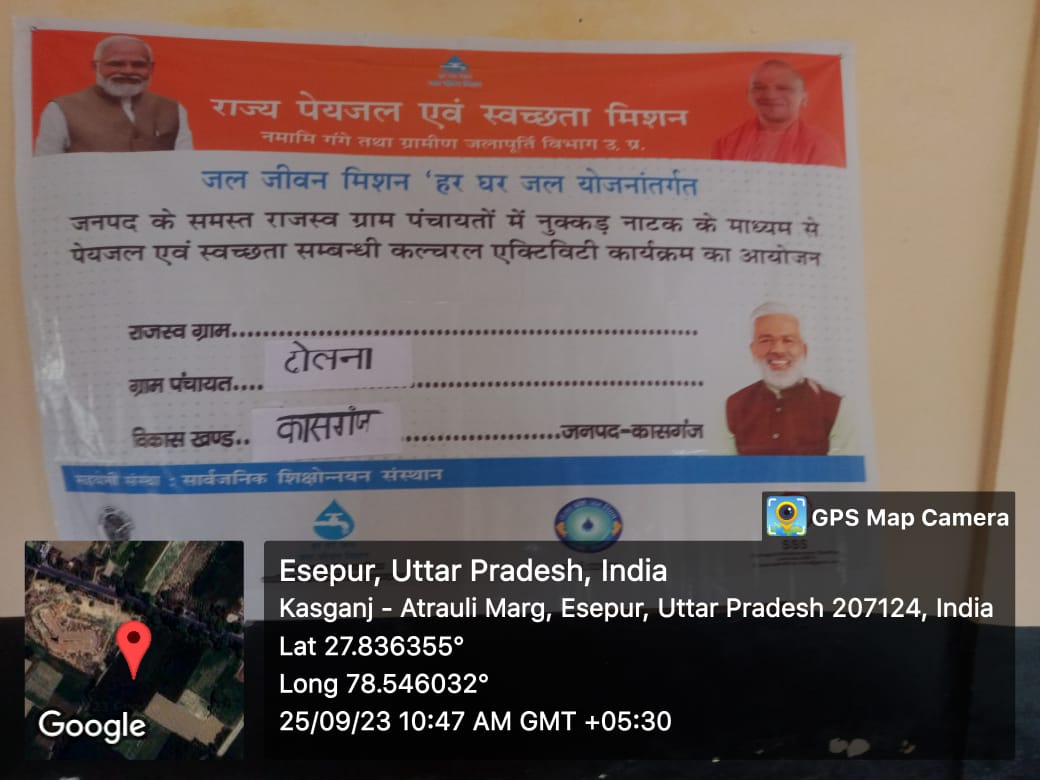 राज्य पेयजल एवं स्वच्छता मिशन
नमामि गंगे तथा ग्रामीण जलापूर्ति विभाग उ. प्र.
जल जीवन मिशन ‘हर घर जल योजनांतर्गत
जनपद के समस्त राजस्व ग्राम पंचायतों में नुक्कड़ नाटक के माध्यम से
पेयजल एवं स्वच्छता सम्बन्धी कल्चरल एक्टिविटी कार्यक्रम का आयोजन
राजस्व ग्राम..........................................................
ग्राम पंचायत.... ढोलना ..........................................
विकास खण्ड.. कासगंज ......................जनपद-कासगंज
सहयोगी संस्था : सार्वजनिक शिक्षोन्नयन संस्थान
SSS
GPS Map Camera
Esepur, Uttar Pradesh, India
Kasganj - Atrauli Marg, Esepur, Uttar Pradesh 207124, India
Lat 27.836355°
Long 78.546032°
25/09/23 10:47 AM GMT +05:30
Google